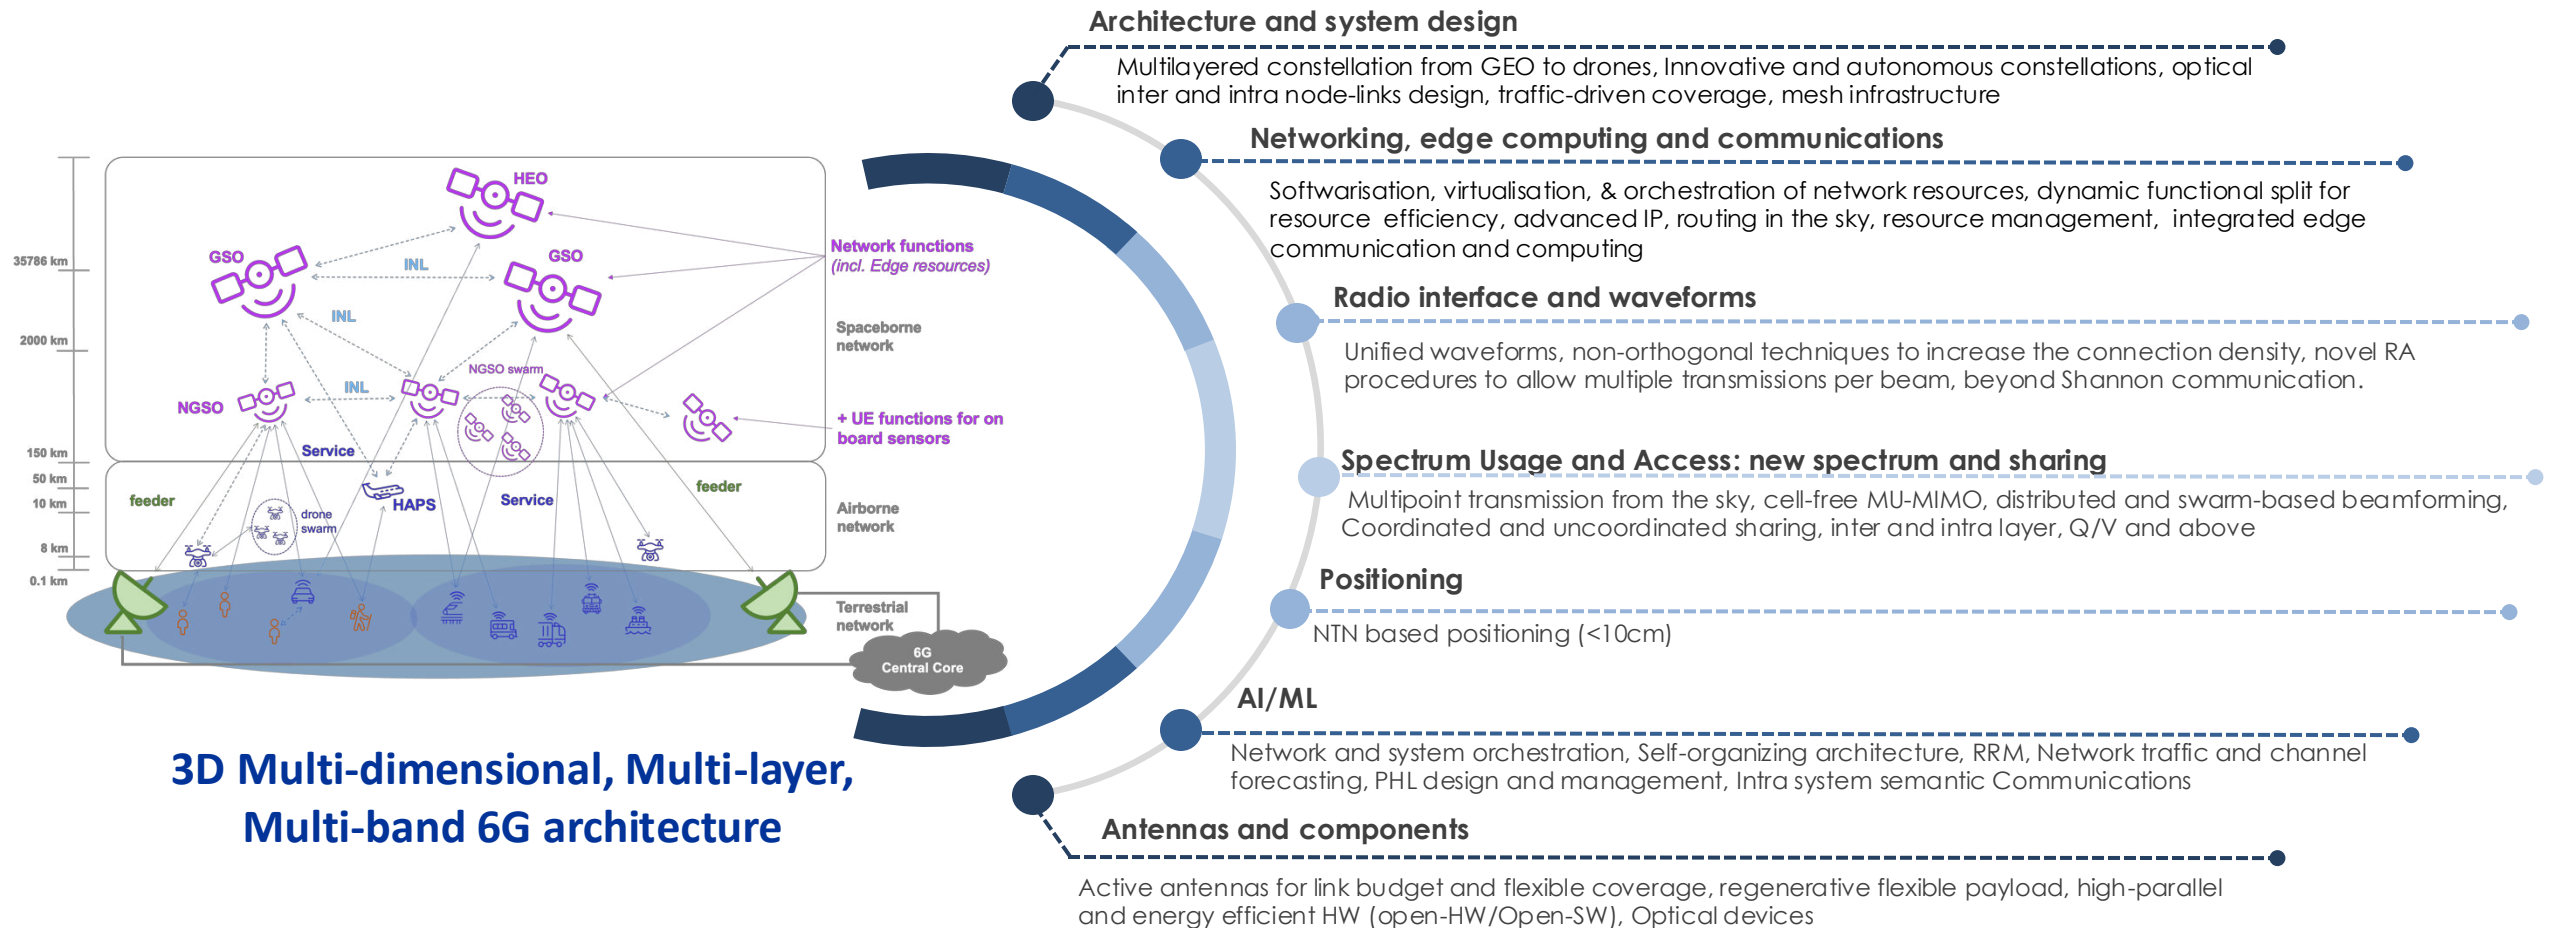 Architecture and system design
Multilayered constellation from GEO to drones, Innovative and autonomous constellations, optical
inter and intra node-links design, traffic-driven coverage, mesh infrastructure
Networking, edge computing and communications
Softwarisation, virtualisation, & orchestration of network resources, dynamic functional split for
resource efficiency, advanced IP, routing in the sky, resource management, integrated edge
communication and computing
Radio interface and waveforms
Unified waveforms, non-orthogonal techniques to increase the connection density, novel RA
procedures to allow multiple transmissions per beam, beyond Shannon communication.
Spectrum Usage and Access: new spectrum and sharing
Multipoint transmission from the sky, cell-free MU-MIMO, distributed and swarm-based beamforming,
Coordinated and uncoordinated sharing, inter and intra layer, Q/V and above
Positioning
NTN based positioning (<10cm)
AI/ML
Network and system orchestration, Self-organizing architecture, RRM, Network traffic and channel
forecasting, PHL design and management, Intra system semantic Communications
Antennas and components
Active antennas for link budget and flexible coverage, regenerative flexible payload, high-parallel
and energy efficient HW (open-HW/Open-SW), Optical devices
HEO
GSO
GSO
INL
Network functions
(incl. Edge resources)
35786 km
INL
Spaceborne
network
2000 km
NGSO swarm
INL
NGSO
+ UE functions for on
board sensors
Service
150 km
50 km
feeder
feeder
10 km
HAPS
Service
drone
swarm
Airborne
network
8 km
0.1 km
Terrestrial
network
6G
Central Core
3D Multi-dimensional, Multi-layer,
Multi-band 6G architecture